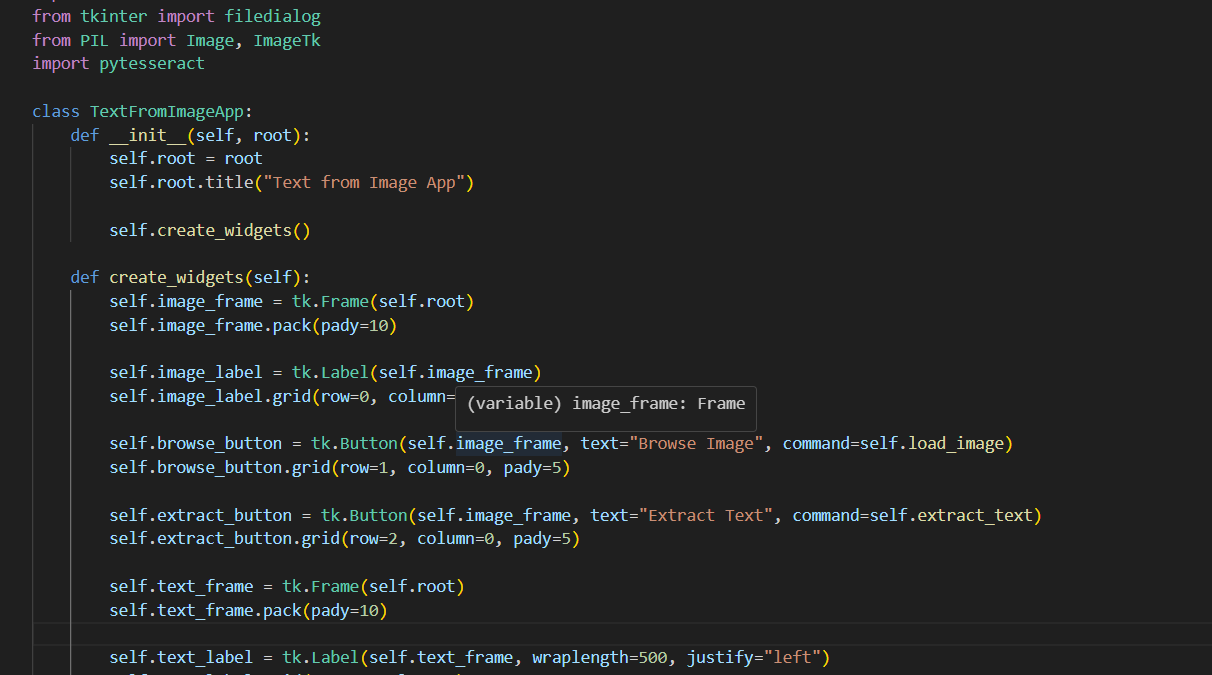 from tkinter import filedialog
from PIL import Image, ImageTk
import pytesseract
class TextFromImageApp:
def __init__(self, root):
self.root = root
self.root.title("Text from Image App")
self.create_widgets()
def create_widgets(self):
self.image_frame = tk.Frame(self.root)
self.image_frame.pack(pady=10)
self.image_label = tk.Label(self.image_frame)
self.image_label.grid(row=0, column=
(variable) image_frame: Frame
self.browse_button = tk.Button(self.image_frame, text="Browse Image", command=self.load_image)
self.browse_button.grid(row=1, column=0, pady=5)
self.extract_button = tk.Button(self.image_frame, text="Extract Text", command=self.extract_text)
self.extract_button.grid(row=2, column=0, pady=5)
self.text_frame = tk.Frame(self.root)
self.text_frame.pack(pady=10)
self.text_label = tk.Label(self.text_frame, wraplength=500, justify="left")